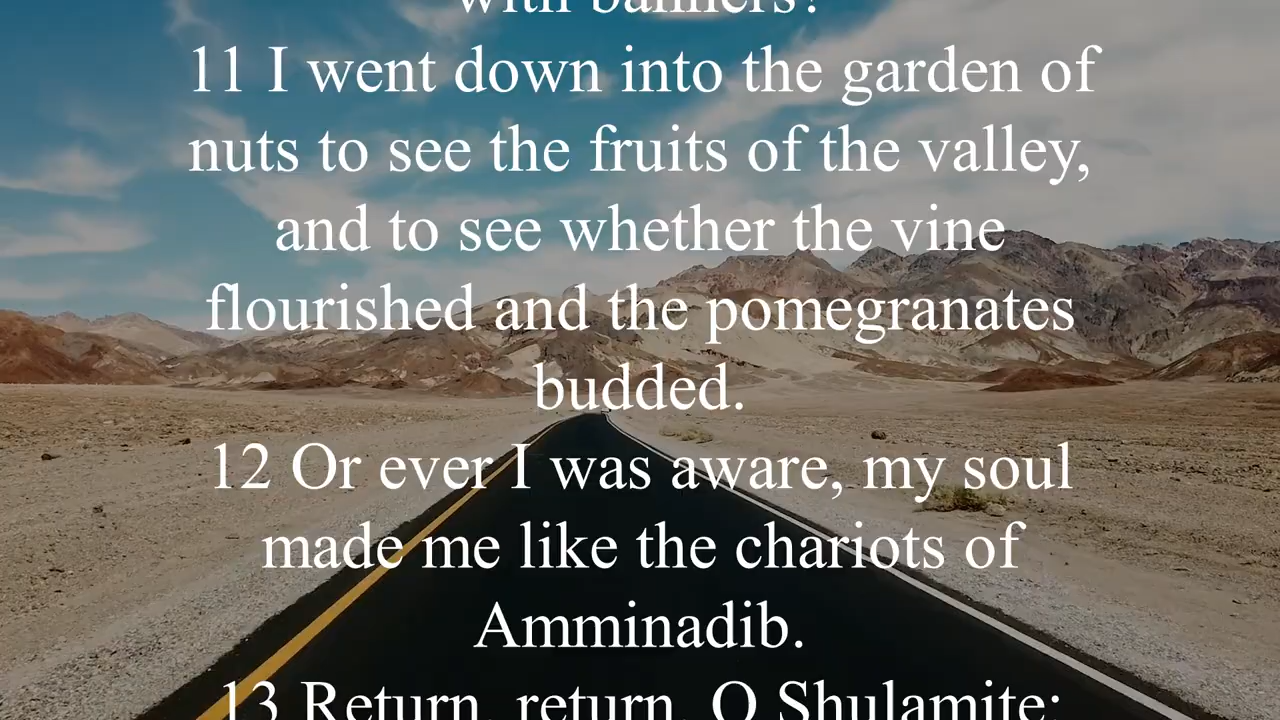 with banners?
11 I went down into the garden of
nuts to see the fruits of the valley,
and to see whether the vine
flourished and the pomegranates
budded.
12 Or ever I was aware, my soul
made me like the chariots of
Amminadib.
13 Return, return, O Shulamite;